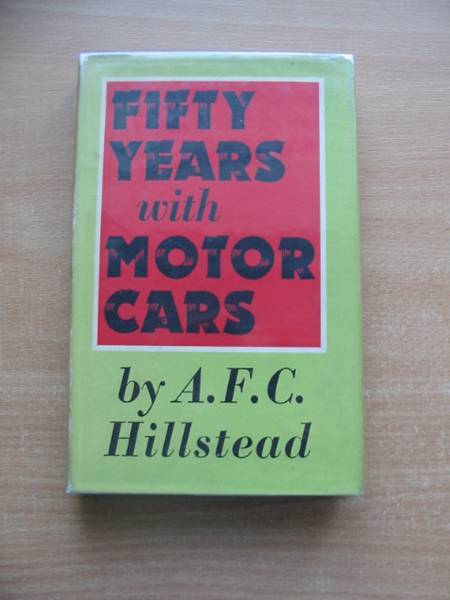 FIFTY
YEARS
with
MOTOR
CARS
by A.F.C.
Hillstead